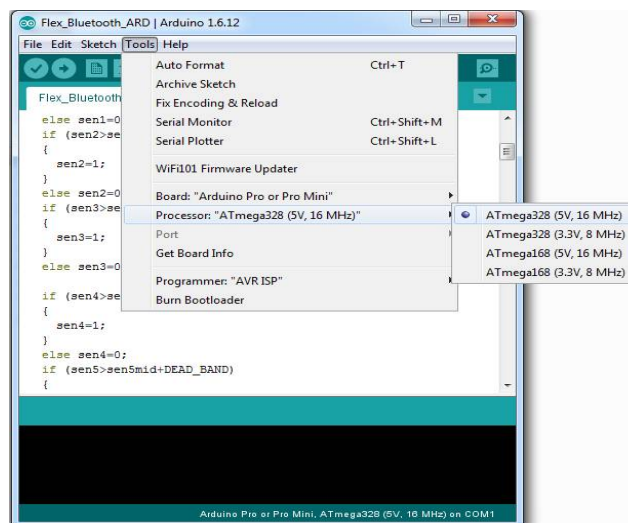 Flex_Bluetooth_ARD | Arduino 1.6.12
File Edit Sketch Tools Help
Auto Format Ctrl+T
Archive Sketch
Fix Encoding & Reload
Serial Monitor Ctrl+Shift+M
Serial Plotter Ctrl+Shift+L
WiFi101 Firmware Updater
Board: "Arduino Pro or Pro Mini"
Processor: "ATmega328 (5V, 16 MHz)"
Port
Get Board Info
Programmer: "AVR ISP"
Burn Bootloader
ATmega328 (5V, 16 MHz)
ATmega328 (3.3V, 8 MHz)
ATmega168 (5V, 16 MHz)
ATmega168 (3.3V, 8 MHz)
Flex_Bluetooth
else sen1=0
if (sen2>se
{
sen2=1;
}
else sen2=0
if (sen3>se
{
sen3=1;
}
else sen3=0
if (sen4>se
{
sen4=1;
}
else sen4=0;
if (sen5>sen5mid+DEAD_BAND)
{
Arduino Pro or Pro Mini, ATmega328 (5V, 16 MHz) on COM1